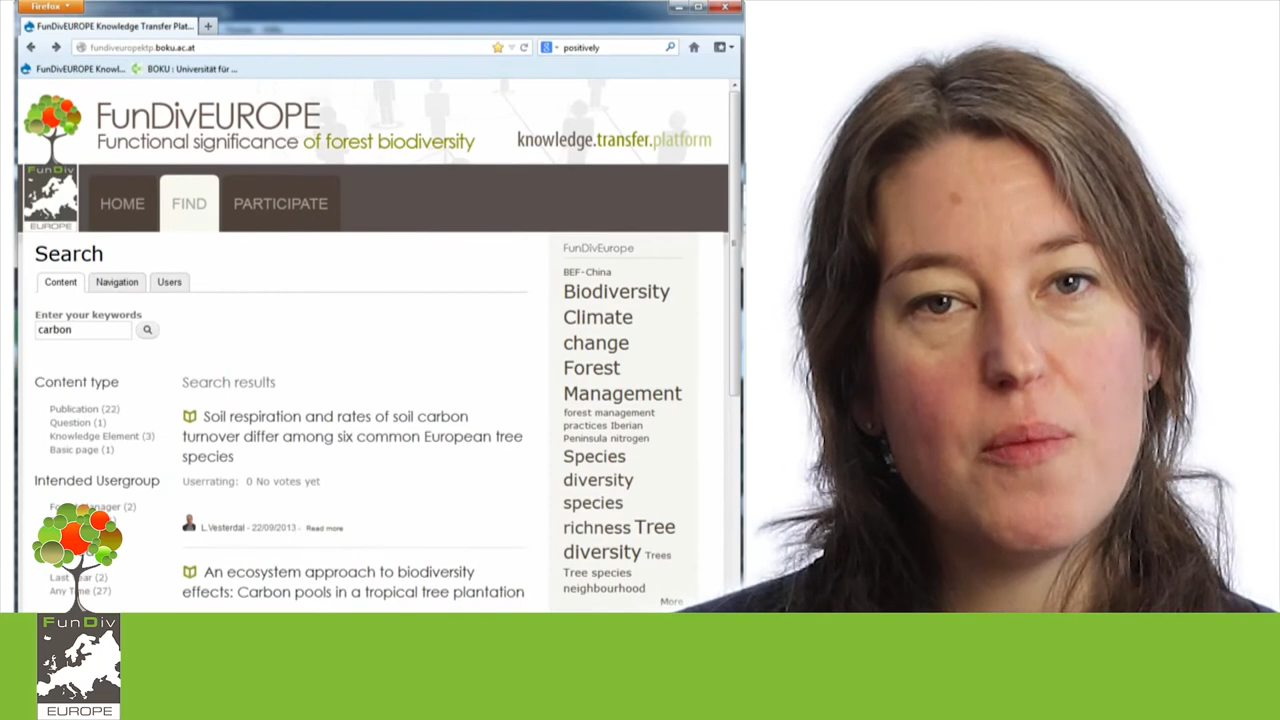 Firefox
FunDivEUROPE Knowledge Transfer Plat...
fundiveuropektp.boku.ac.at
positively
FunDivEUROPE Knowl...
BOKU : Universität für ...
FunDivEUROPE
Functional significance of forest biodiversity
knowledge.transfer.platform
FunDiv
EUROPE
HOME
FIND
PARTICIPATE
Search
Content
Navigation
Users
Enter your keywords
carbon
Content type
Publication (22)
Question (1)
Knowledge Element (3)
Basic page (1)
Intended Usergroup
Last
(2)
Any Time (27)
Search results
Soil respiration and rates of soil carbon
turnover differ among six common European tree
species
Userrating: 0 No votes yet
L.Vesterdal - 22/09/2013 - Read more
An ecosystem approach to biodiversity
effects: Carbon pools in a tropical tree plantation
FunDivEurope
BEF-China
Biodiversity
Climate
change
Forest
Management
forest management
practices Iberian
Peninsula nitrogen
Species
diversity
species
richness Tree
diversity Trees
Tree species
neighbourhood
More
FunDiv
EUROPE